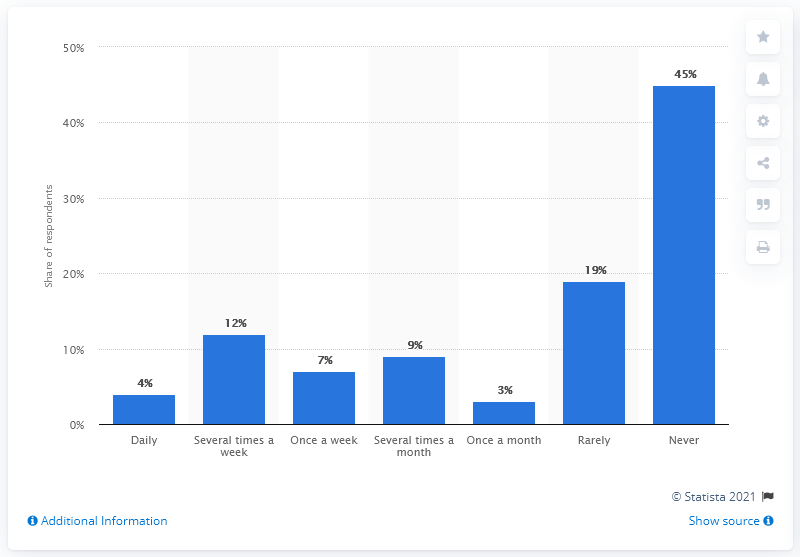 50%
40%
30%
20%
10%
0%
Share of respondents
4%
12%
7%
9%
3%
19%
45%
Daily
Several times a
week
Once a week
Several times a
month
Once a month
Rarely
Never
© Statista 2021
Additional Information
Show source